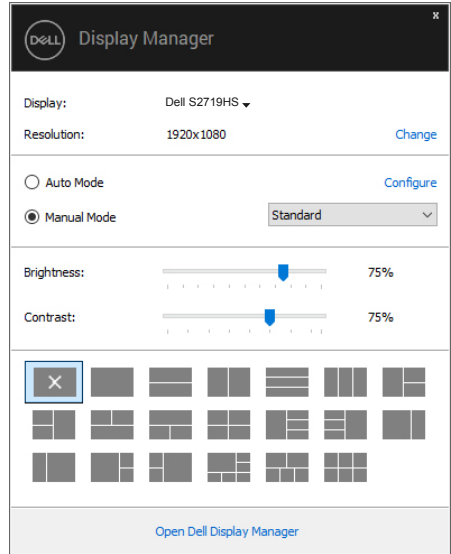 x
DELL Display Manager
Display: Dell S2719HS
Resolution: 1920x1080 Change
Auto Mode Configure
Manual Mode Standard
Brightness: 75%
Contrast: 75%
Open Dell Display Manager